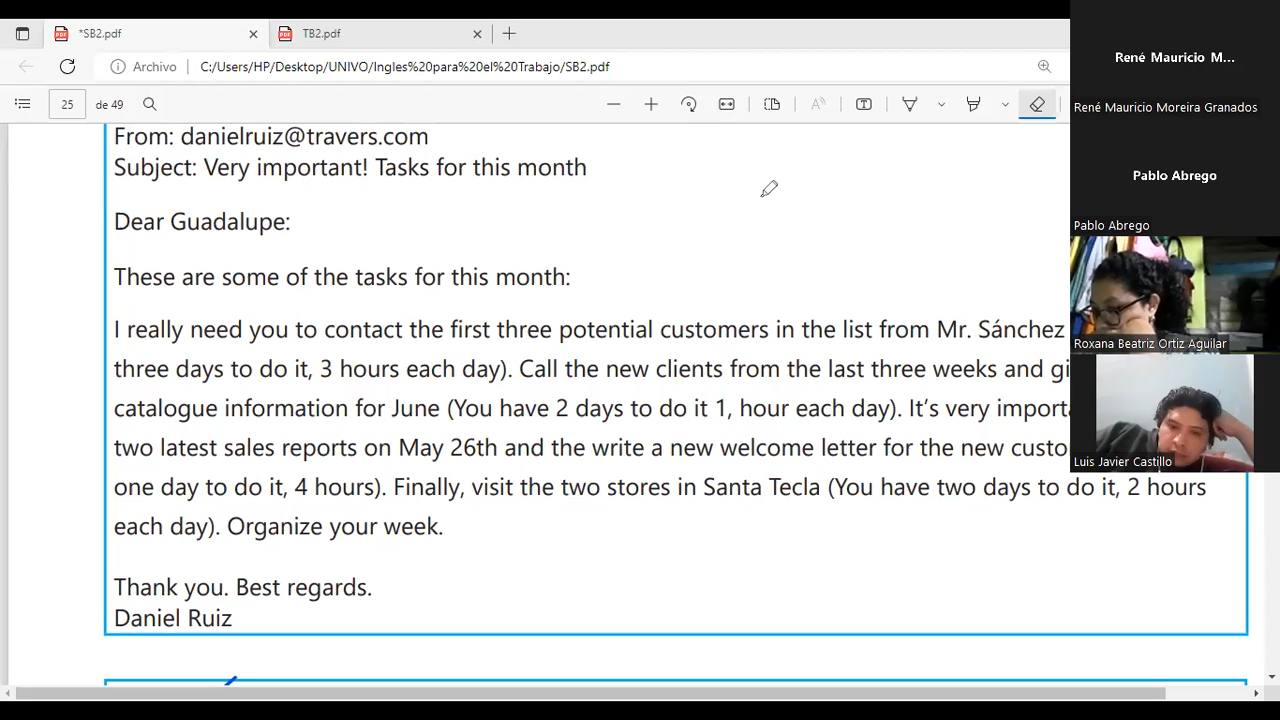 *SB2.pdf
TB2.pdf
Archivo
C:/Users/HP/Desktop/UNIVO/Ingles%20para%20el%20Trabajo/SB2.pdf
25 de 49
From: danielruiz@travers.com
Subject: Very important! Tasks for this month
Dear Guadalupe:
These are some of the tasks for this month:
I really need you to contact the first three potential customers in the list from Mr. Sánchez
three days to do it, 3 hours each day). Call the new clients from the last three weeks and gi
catalogue information for June (You have 2 days to do it 1, hour each day). It’s very importa
two latest sales reports on May 26th and the write a new welcome letter for the new custo
one day to do it, 4 hours). Finally, visit the two stores in Santa Tecla (You have two days to do it, 2 hours
each day). Organize your week.
Thank you. Best regards.
Daniel Ruiz
René Mauricio M...
René Mauricio Moreira Granados
Pablo Abrego
Pablo Abrego
Roxana Beatriz Ortiz Aguilar
Luis Javier Castillo